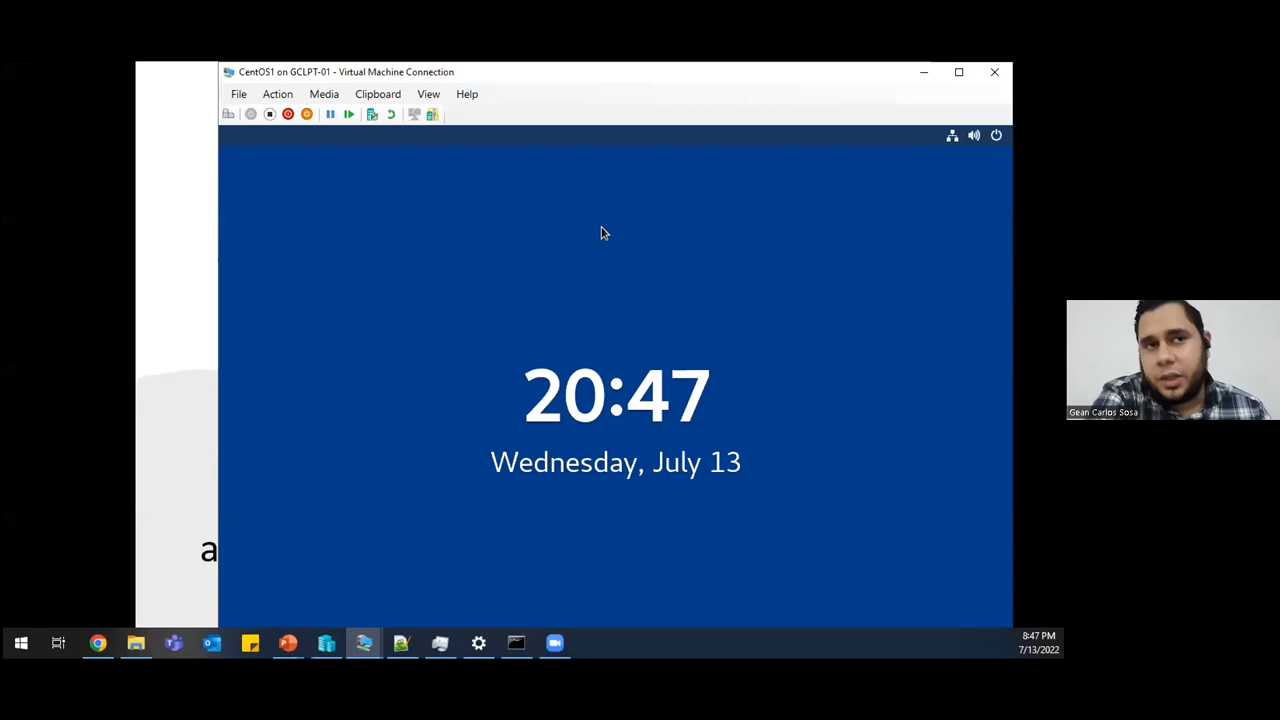 CentOS1 on GCLPT-01 - Virtual Machine Connection
File Action Media Clipboard View Help
20:47
Wednesday, July 13
a
Gean Carlos Sosa
8:47 PM
7/13/2022